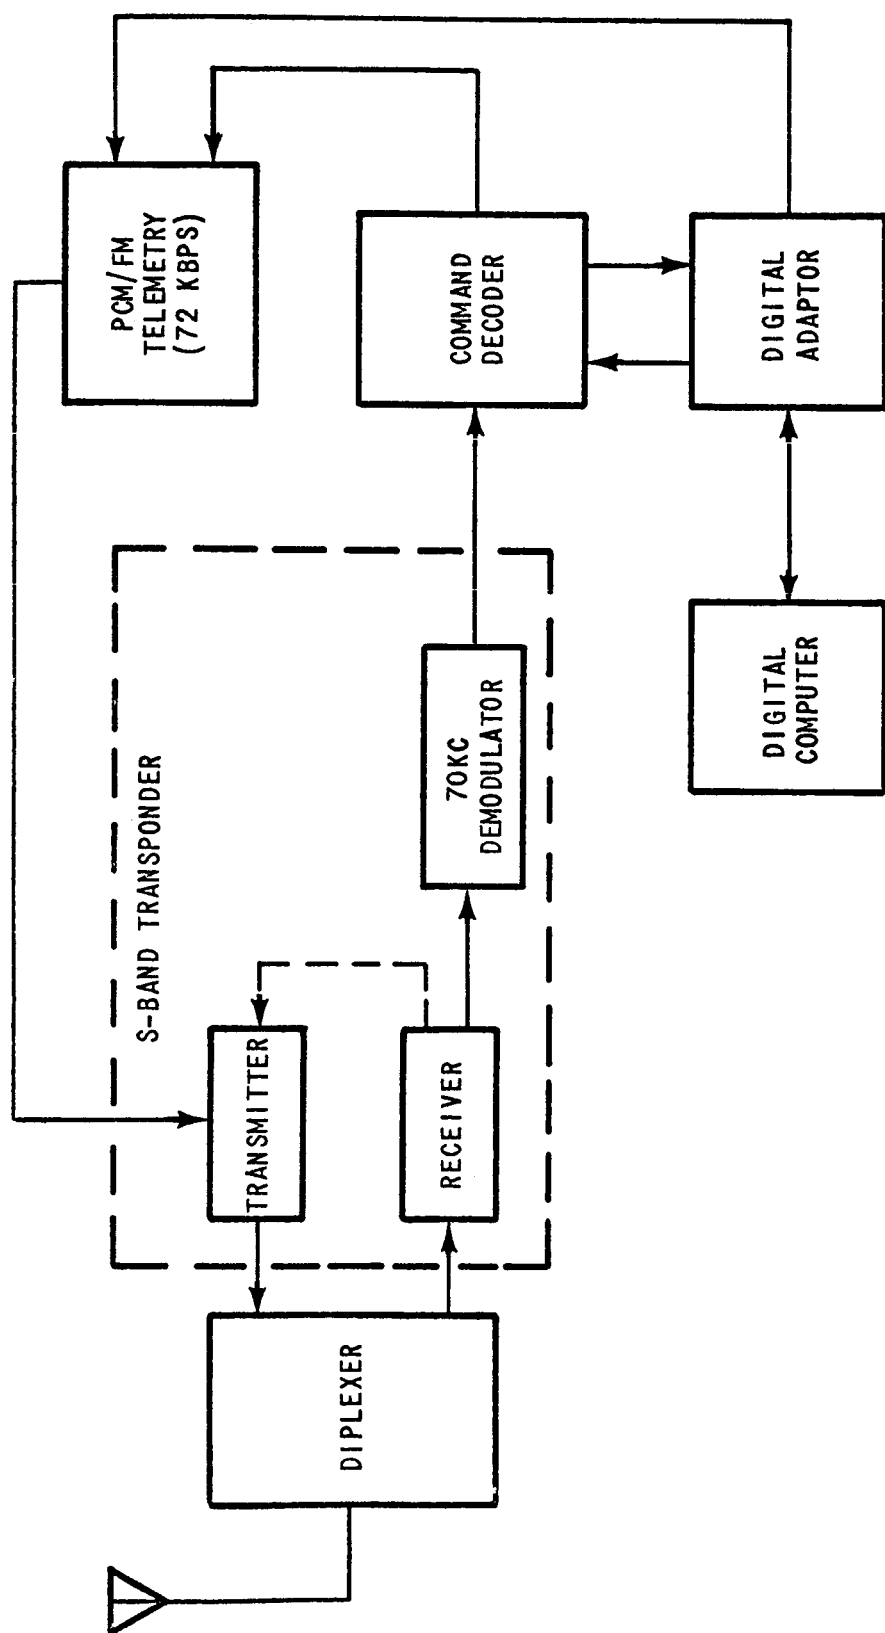 PCM/FM
TELEMETRY
(72 KBPS)
COMMAND
DECODER
DIGITAL
ADAPTOR
S-BAND TRANSPONDER
70KC
DEMODULATOR
DIGITAL
COMPUTER
TRANSMITTER
RECEIVER
DIPLEXER